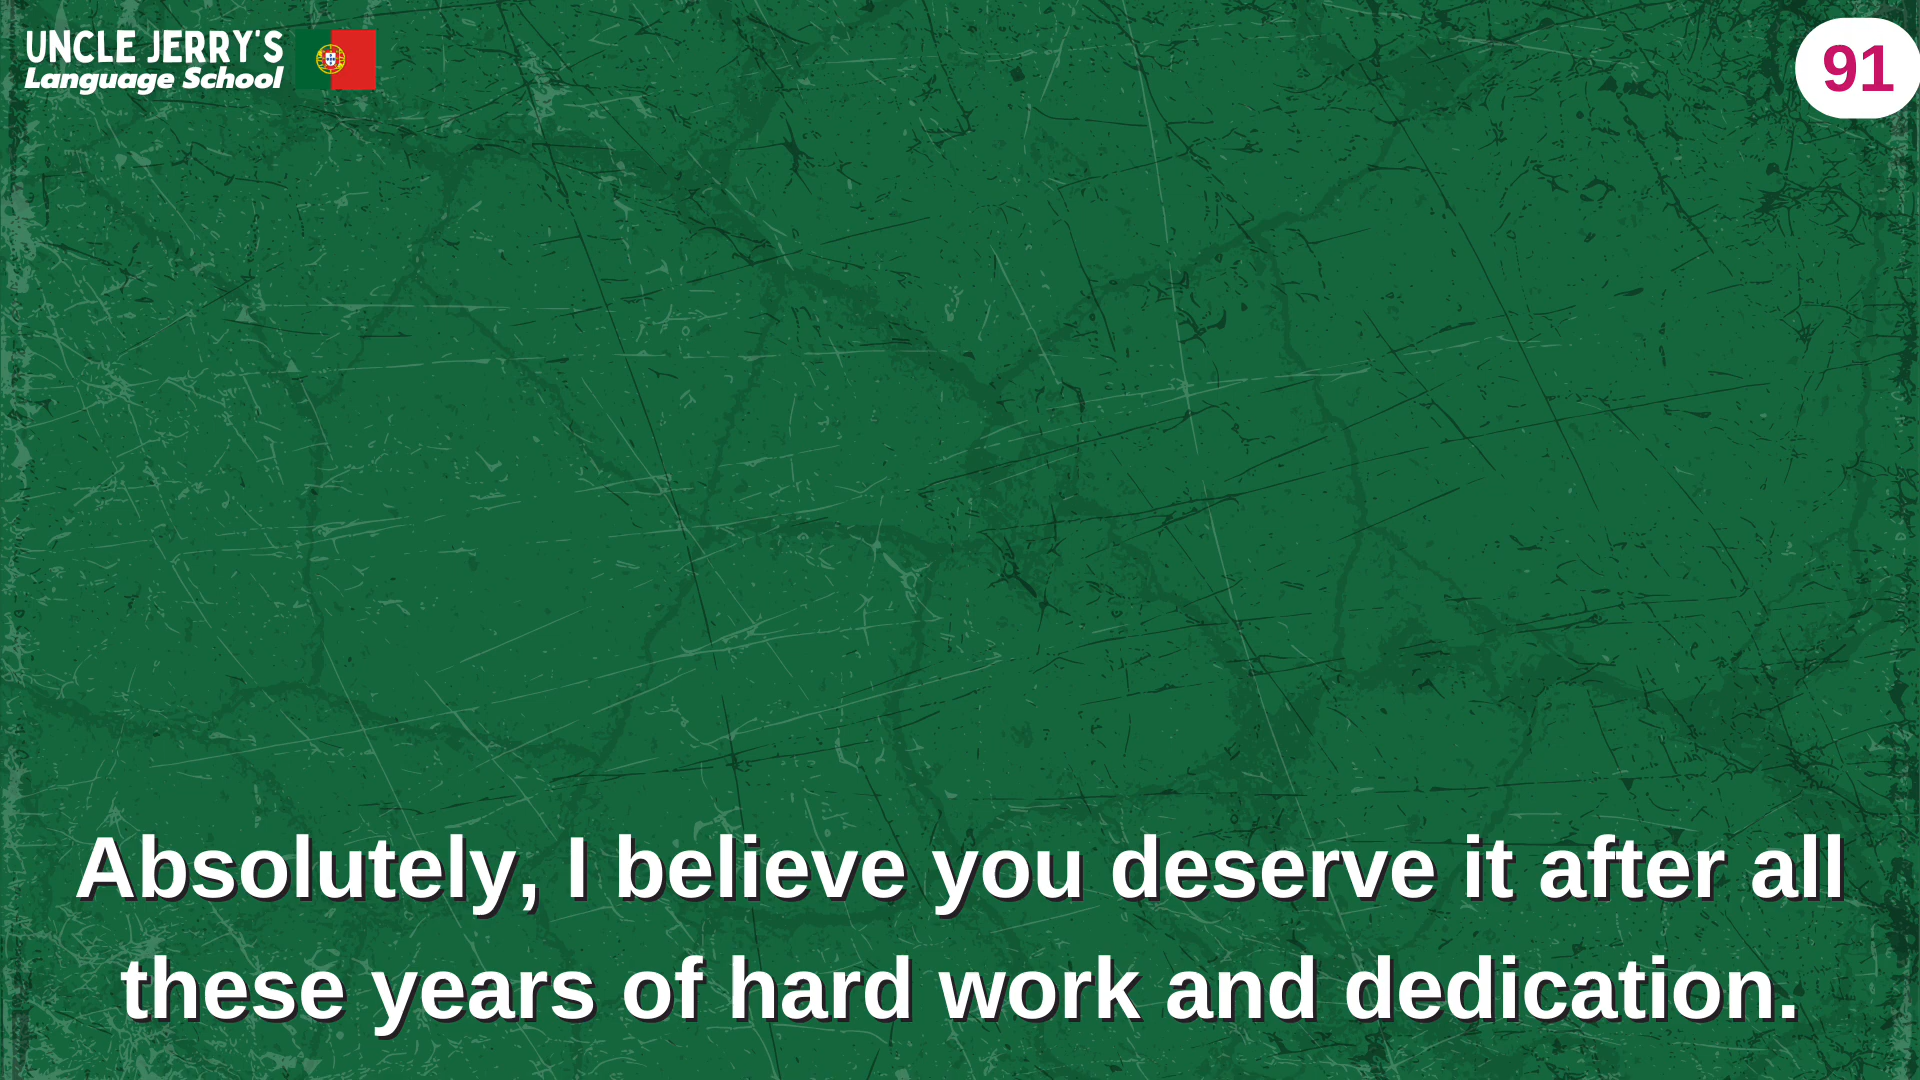 UNCLE JERRY'S
Language School
91
Absolutely, I believe you deserve it after all
these years of hard work and dedication.